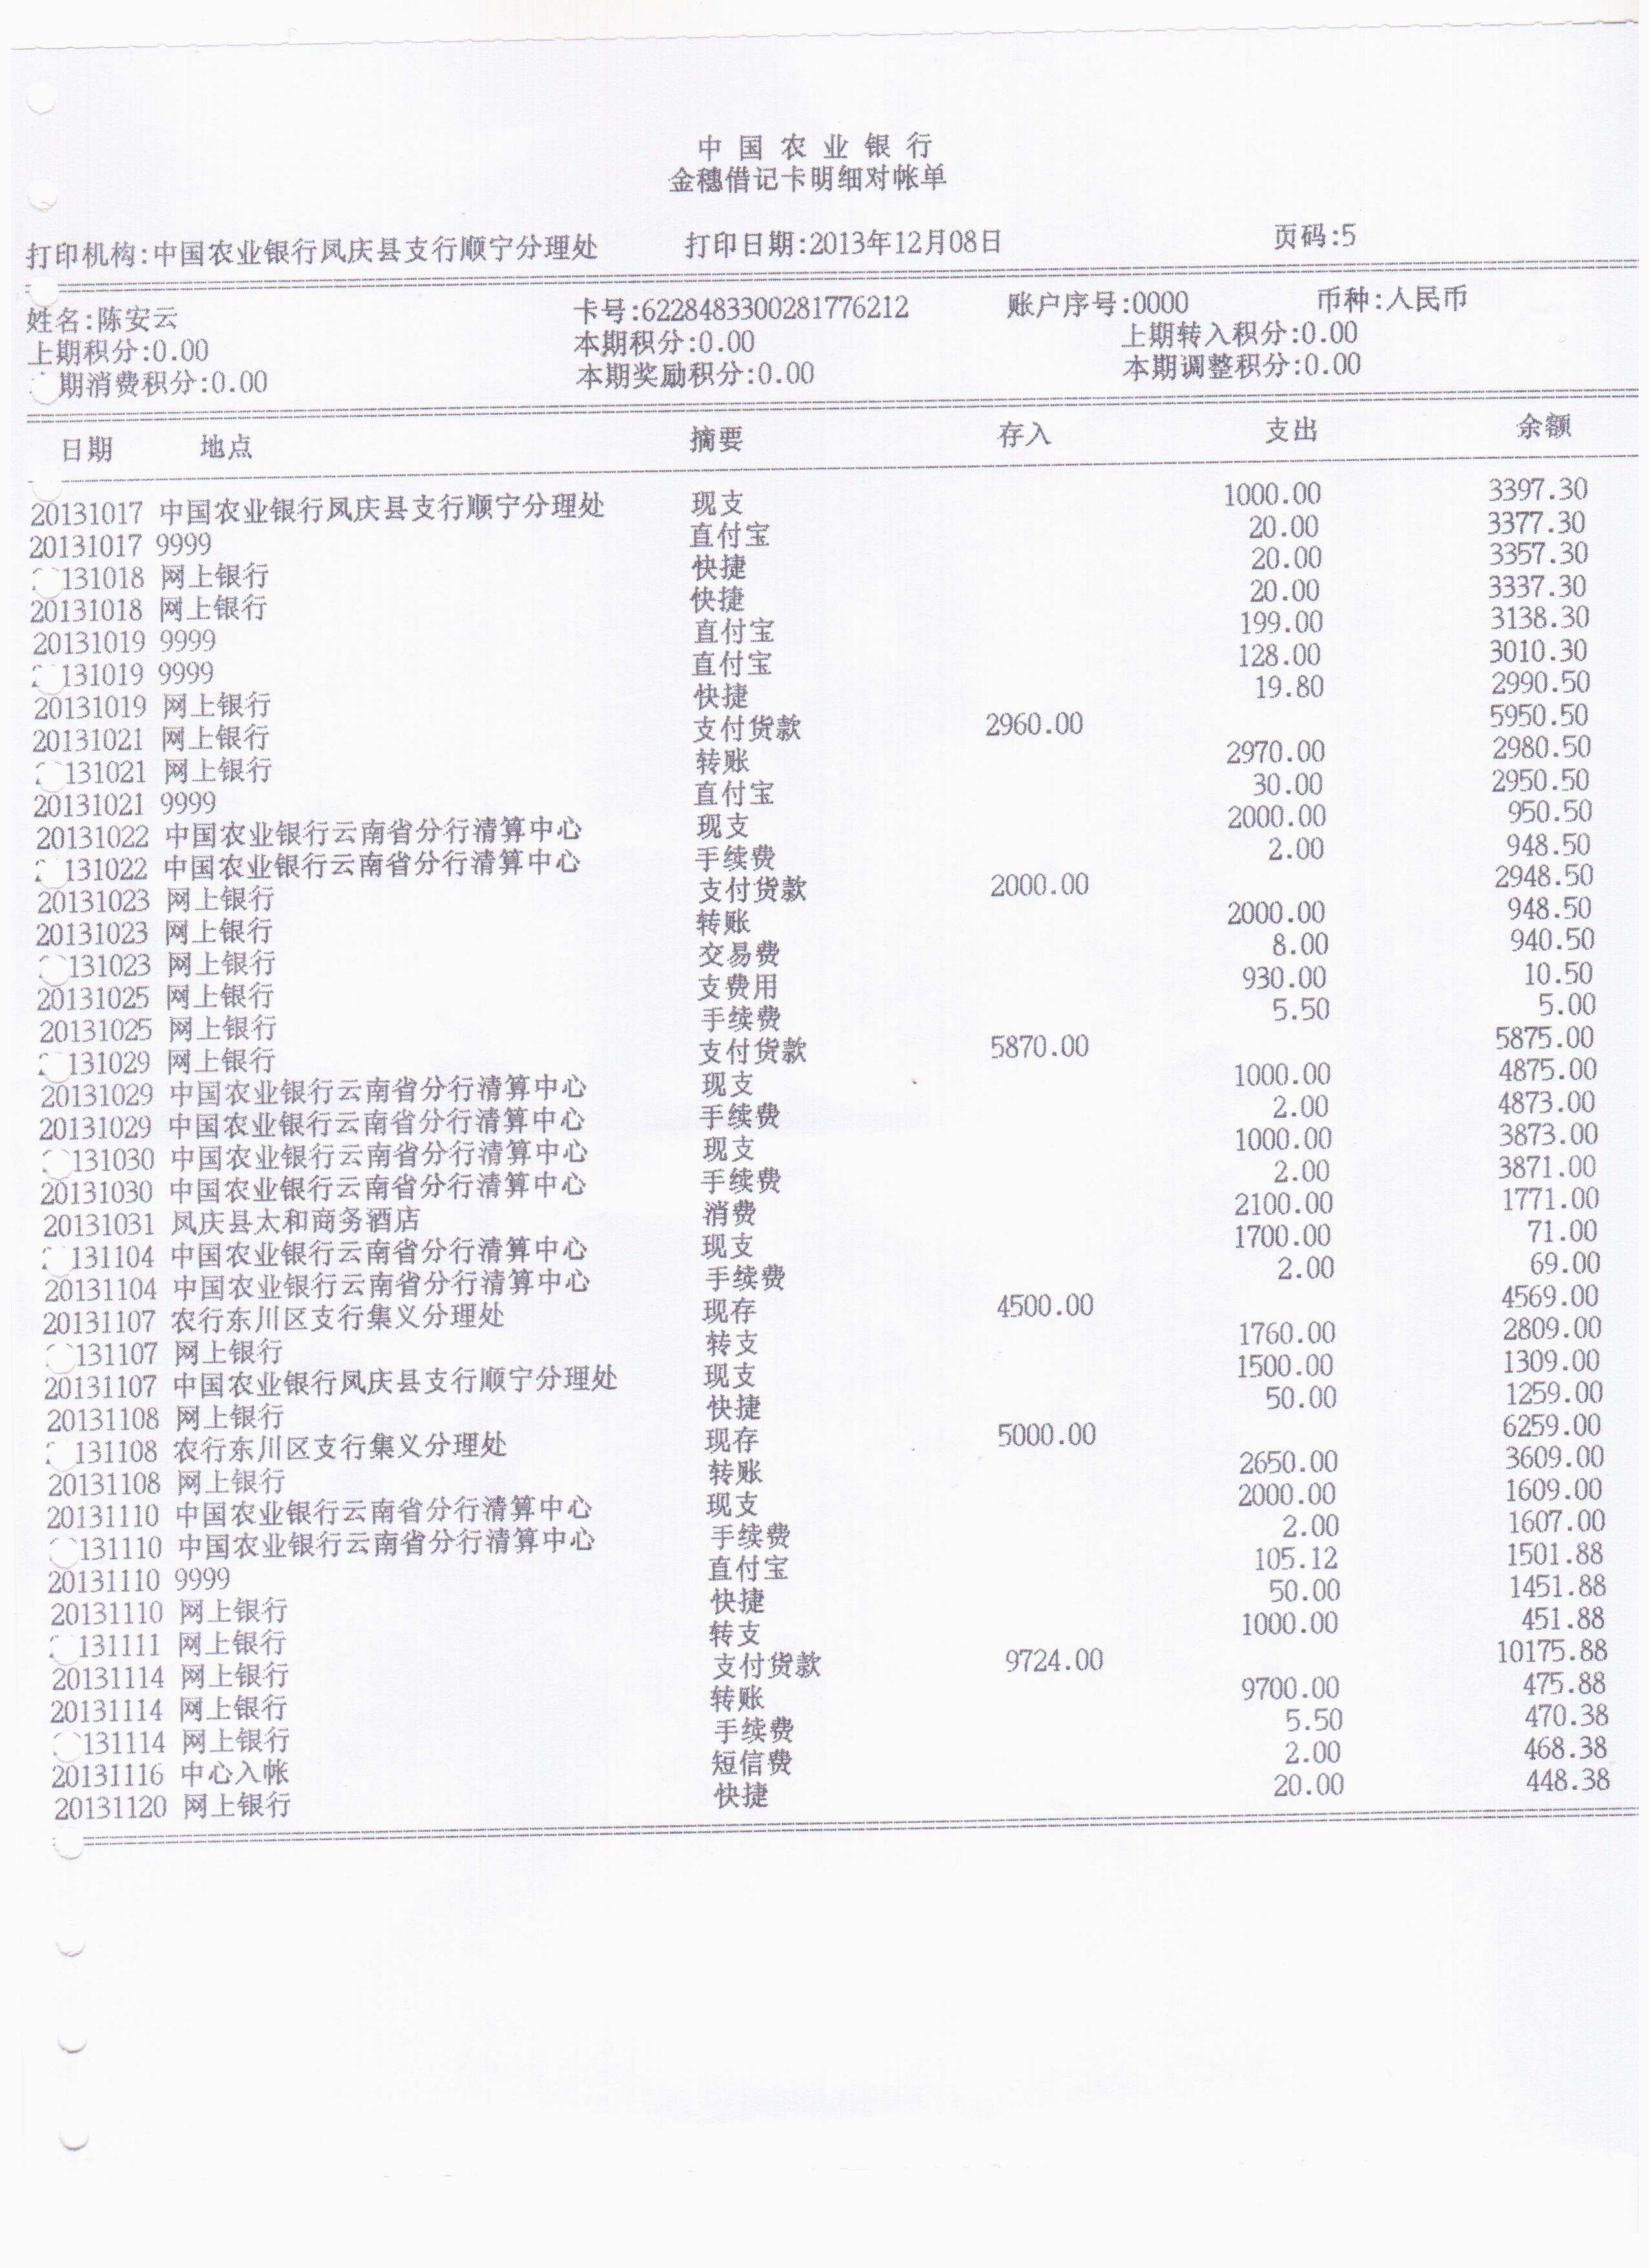 中 国 农 业 银 行
金穗借记卡明细对帐单
打印机构:中国农业银行凤庆县支行顺宁分理处 打印日期:2013年12月08日 页码:5
姓名:陈安云 卡号:6228483300281776212 账户序号:0000 币种:人民币
上期积分:0.00 本期积分:0.00 上期转入积分:0.00
期消费积分:0.00 本期奖励积分:0.00 本期调整积分:0.00
日期 地点 摘要 存入 支出 余额
20131017 中国农业银行凤庆县支行顺宁分理处 现支 1000.00 3397.30
20131017 9999 直付宝 20.00 3377.30
131018 网上银行 快捷 20.00 3357.30
20131018 网上银行 快捷 20.00 3337.30
20131019 9999 直付宝 199.00 3138.30
131019 9999 直付宝 128.00 3010.30
20131019 网上银行 快捷 19.80 2990.50
20131021 网上银行 支付货款 2960.00 5950.50
131021 网上银行 转账 2970.00 2980.50
20131021 9999 直付宝 30.00 2950.50
20131022 中国农业银行云南省分行清算中心 现支 2000.00 950.50
131022 中国农业银行云南省分行清算中心 手续费 2.00 948.50
20131023 网上银行 支付货款 2000.00 2948.50
20131023 网上银行 转账 2000.00 948.50
131023 网上银行 交易费 8.00 940.50
20131025 网上银行 支费用 930.00 10.50
20131025 网上银行 手续费 5.50 5.00
131029 网上银行 支付货款 5870.00 5875.00
20131029 中国农业银行云南省分行清算中心 现支 1000.00 4875.00
20131029 中国农业银行云南省分行清算中心 手续费 2.00 4873.00
131030 中国农业银行云南省分行清算中心 现支 1000.00 3873.00
20131030 中国农业银行云南省分行清算中心 手续费 2.00 3871.00
20131031 凤庆县太和商务酒店 消费 2100.00 1771.00
131104 中国农业银行云南省分行清算中心 现支 1700.00 71.00
20131104 中国农业银行云南省分行清算中心 手续费 2.00 69.00
20131107 农行东川区支行集义分理处 现存 4500.00 4569.00
131107 网上银行 转支 1760.00 2809.00
20131107 中国农业银行凤庆县支行顺宁分理处 现支 1500.00 1309.00
20131108 网上银行 快捷 50.00 1259.00
131108 农行东川区支行集义分理处 现存 5000.00 6259.00
20131108 网上银行 转账 2650.00 3609.00
20131110 中国农业银行云南省分行清算中心 现支 2000.00 1609.00
131110 中国农业银行云南省分行清算中心 手续费 2.00 1607.00
20131110 9999 直付宝 105.12 1501.88
20131110 网上银行 快捷 50.00 1451.88
131111 网上银行 转支 1000.00 451.88
20131114 网上银行 支付货款 9724.00 10175.88
20131114 网上银行 转账 9700.00 475.88
131114 网上银行 手续费 5.50 470.38
20131116 中心入帐 短信费 2.00 468.38
20131120 网上银行 快捷 20.00 448.38